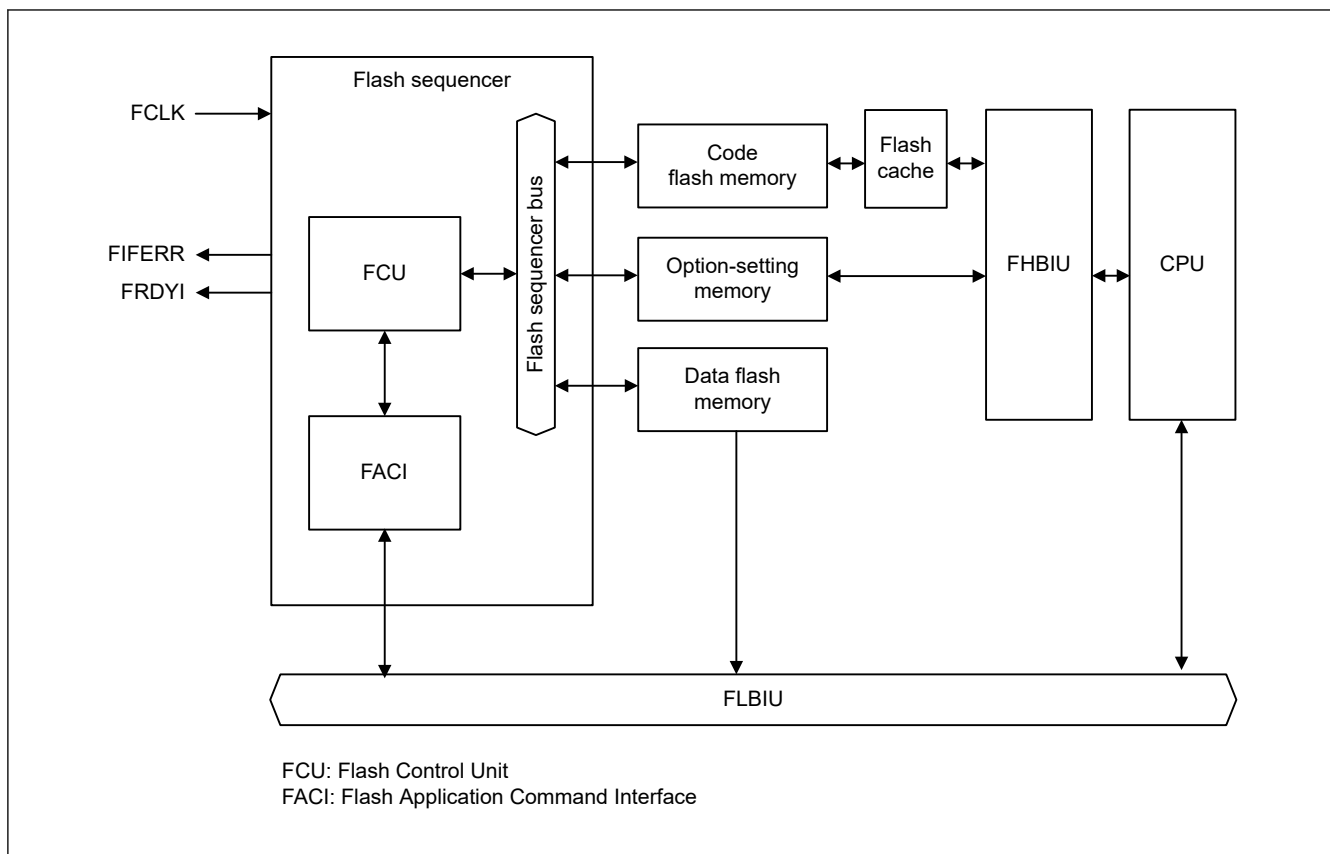 Flash sequencer
FCLK
FIFERR
FRDYI
FCU
FACI
Flash sequencer bus
Code
flash memory
Flash
cache
Option-setting
memory
Data flash
memory
FHBIU
CPU
FLBIU
FCU: Flash Control Unit
FACI: Flash Application Command Interface